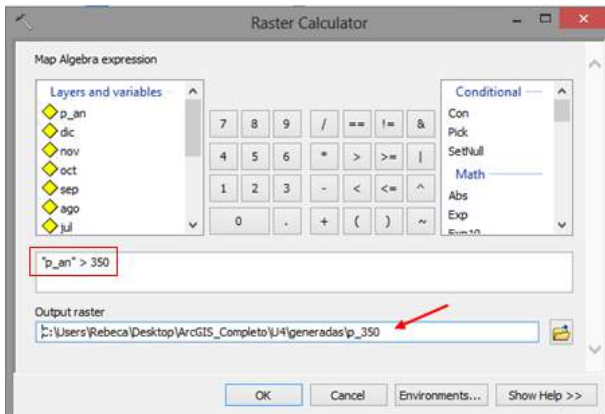 Raster Calculator
Map Algebra expression
Layers and variables
p_an
dic
nov
oct
sep
ago
jul
7 8 9 / == != &
4 5 6 * > >= |
1 2 3 - < <= ^
0 . + ( ) ~
Conditional
Con
Pick
SetNull
Math
Abs
Exp
Exp10
"p_an" > 350
Output raster
C:\Users\Rebeca\Desktop\ArcGIS_Completo\U4\generadas\p_350
OK Cancel Environments... Show Help >>